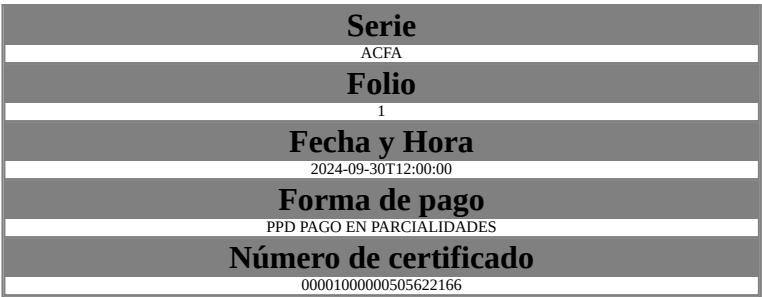 Serie
ACFA
Folio
1
Fecha y Hora
2024-09-30T12:00:00
Forma de pago
PPD PAGO EN PARCIALIDADES
Número de certificado
00001000000505622166